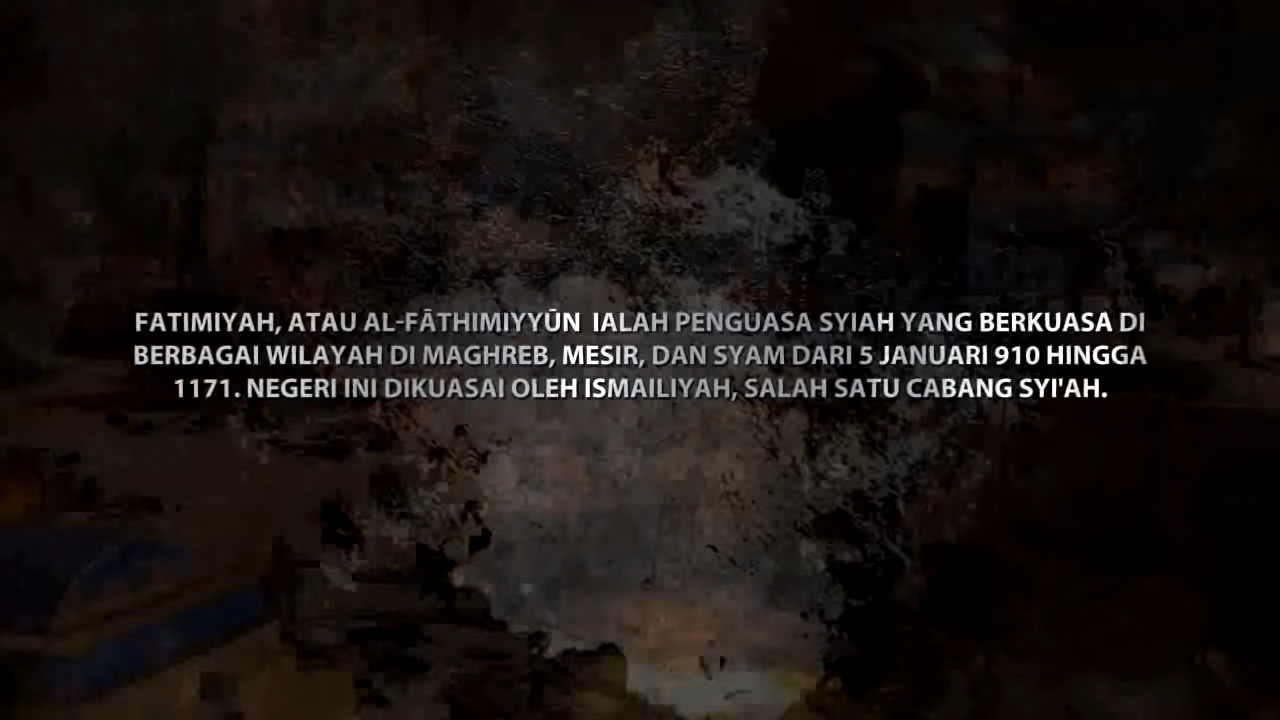 FATIMIYAH, ATAU AL-FĀTHIMIYYŪN IALAH PENGUASA SYIAH YANG BERKUASA DI
BERBAGAI WILAYAH DI MAGHREB, MESIR, DAN SYAM DARI 5 JANUARI 910 HINGGA
1171. NEGERI INI DIKUASAI OLEH ISMAILIYAH, SALAH SATU CABANG SYI'AH.